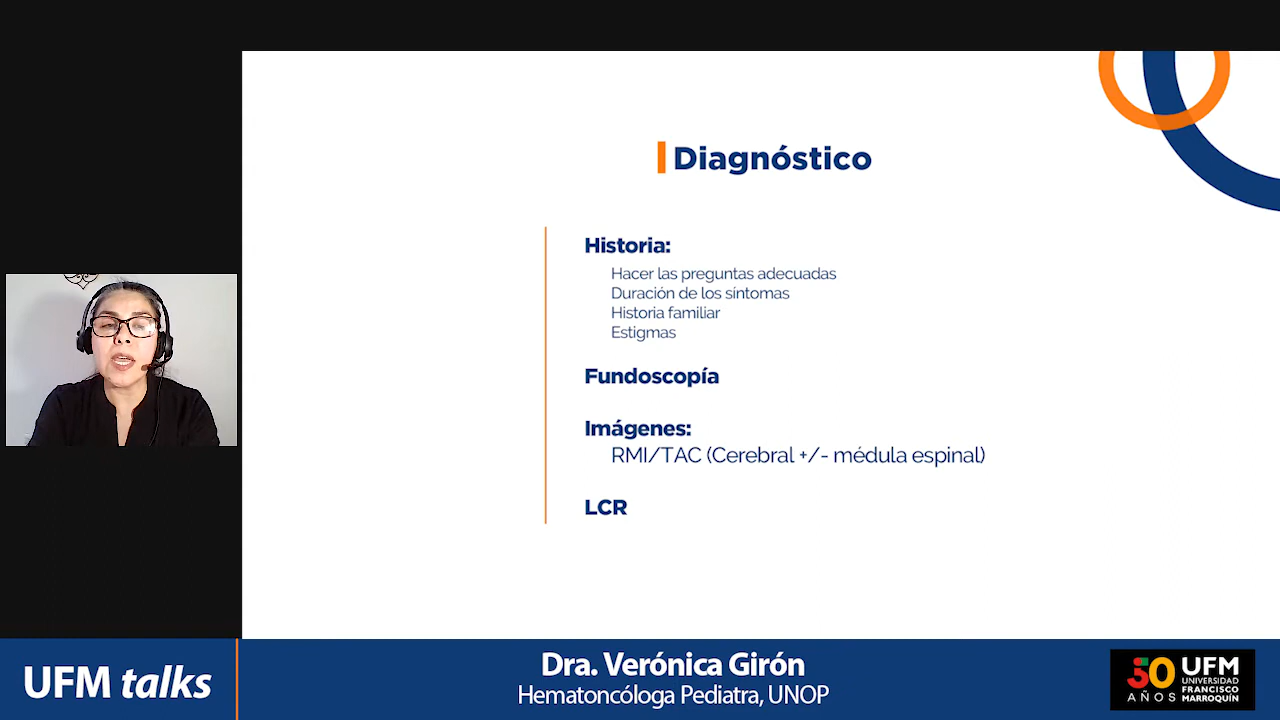 Diagnóstico
Historia:
Hacer las preguntas adecuadas
Duración de los síntomas
Historia familiar
Estigmas
Fundoscopía
Imágenes:
RMI/TAC (Cerebral +/- médula espinal)
LCR
UFM talks
Dra. Verónica Girón
Hematoncóloga Pediatra, UNOP
50 AÑOS
UFM
UNIVERSIDAD
FRANCISCO
MARROQUÍN